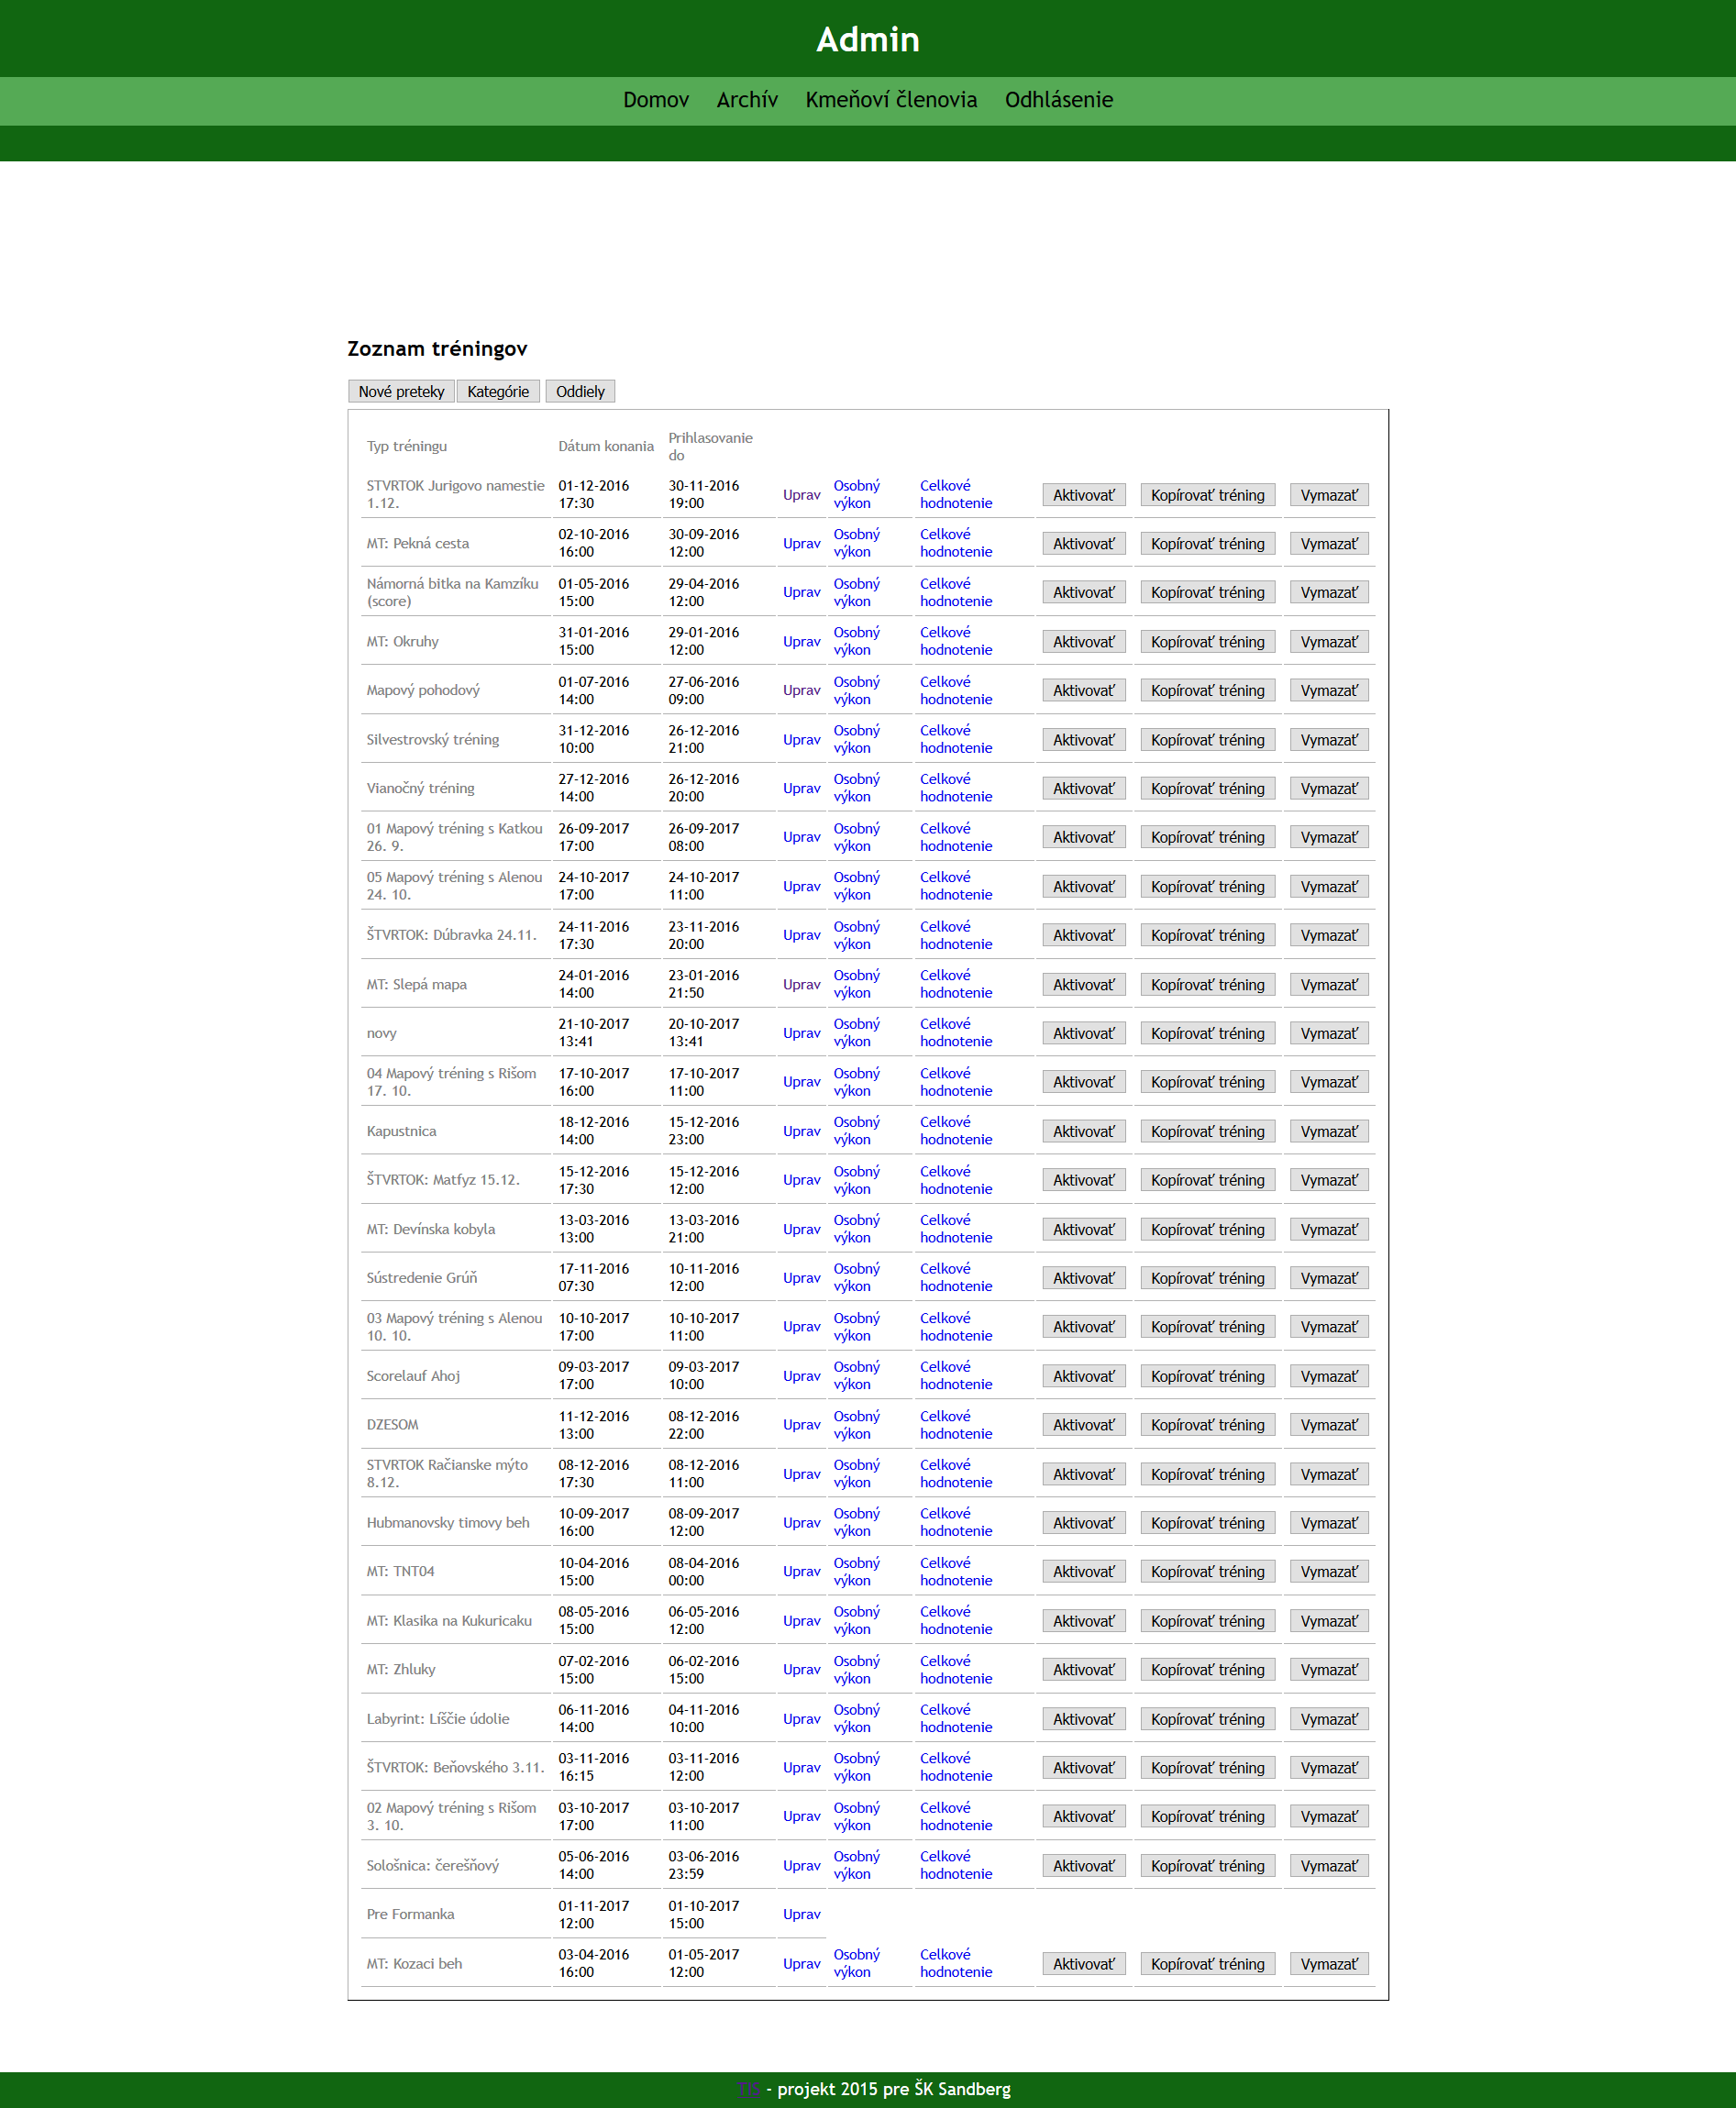 Admin
Domov Archív Kmeňoví členovia Odhlásenie
Zoznam tréningov
Nové preteky Kategórie Oddiely
Typ tréningu Dátum konania Prihlasovanie do
STVRTOK Jurigovo namestie 1.12. 01-12-2016 17:30 30-11-2016 19:00 Uprav Osobný výkon Celkové hodnotenie Aktivovať Kopírovať tréning Vymazať
MT: Pekná cesta 02-10-2016 16:00 30-09-2016 12:00 Uprav Osobný výkon Celkové hodnotenie Aktivovať Kopírovať tréning Vymazať
Námorná bitka na Kamzíku (score) 01-05-2016 15:00 29-04-2016 12:00 Uprav Osobný výkon Celkové hodnotenie Aktivovať Kopírovať tréning Vymazať
MT: Okruhy 31-01-2016 15:00 29-01-2016 12:00 Uprav Osobný výkon Celkové hodnotenie Aktivovať Kopírovať tréning Vymazať
Mapový pohodový 01-07-2016 14:00 27-06-2016 09:00 Uprav Osobný výkon Celkové hodnotenie Aktivovať Kopírovať tréning Vymazať
Silvestrovský tréning 31-12-2016 10:00 26-12-2016 21:00 Uprav Osobný výkon Celkové hodnotenie Aktivovať Kopírovať tréning Vymazať
Vianočný tréning 27-12-2016 14:00 26-12-2016 20:00 Uprav Osobný výkon Celkové hodnotenie Aktivovať Kopírovať tréning Vymazať
01 Mapový tréning s Katkou 26. 9. 26-09-2017 17:00 26-09-2017 08:00 Uprav Osobný výkon Celkové hodnotenie Aktivovať Kopírovať tréning Vymazať
05 Mapový tréning s Alenou 24. 10. 24-10-2017 17:00 24-10-2017 11:00 Uprav Osobný výkon Celkové hodnotenie Aktivovať Kopírovať tréning Vymazať
ŠTVRTOK: Dúbravka 24.11. 24-11-2016 17:30 23-11-2016 20:00 Uprav Osobný výkon Celkové hodnotenie Aktivovať Kopírovať tréning Vymazať
MT: Slepá mapa 24-01-2016 14:00 23-01-2016 21:50 Uprav Osobný výkon Celkové hodnotenie Aktivovať Kopírovať tréning Vymazať
novy 21-10-2017 13:41 20-10-2017 13:41 Uprav Osobný výkon Celkové hodnotenie Aktivovať Kopírovať tréning Vymazať
04 Mapový tréning s Rišom 17. 10. 17-10-2017 16:00 17-10-2017 11:00 Uprav Osobný výkon Celkové hodnotenie Aktivovať Kopírovať tréning Vymazať
Kapustnica 18-12-2016 14:00 15-12-2016 23:00 Uprav Osobný výkon Celkové hodnotenie Aktivovať Kopírovať tréning Vymazať
ŠTVRTOK: Matfyz 15.12. 15-12-2016 17:30 15-12-2016 12:00 Uprav Osobný výkon Celkové hodnotenie Aktivovať Kopírovať tréning Vymazať
MT: Devínska kobyla 13-03-2016 13:00 13-03-2016 21:00 Uprav Osobný výkon Celkové hodnotenie Aktivovať Kopírovať tréning Vymazať
Sústredenie Grúň 17-11-2016 07:30 10-11-2016 12:00 Uprav Osobný výkon Celkové hodnotenie Aktivovať Kopírovať tréning Vymazať
03 Mapový tréning s Alenou 10. 10. 10-10-2017 17:00 10-10-2017 11:00 Uprav Osobný výkon Celkové hodnotenie Aktivovať Kopírovať tréning Vymazať
Scorelauf Ahoj 09-03-2017 17:00 09-03-2017 10:00 Uprav Osobný výkon Celkové hodnotenie Aktivovať Kopírovať tréning Vymazať
DZESOM 11-12-2016 13:00 08-12-2016 22:00 Uprav Osobný výkon Celkové hodnotenie Aktivovať Kopírovať tréning Vymazať
STVRTOK Račianske mýto 8.12. 08-12-2016 17:30 08-12-2016 11:00 Uprav Osobný výkon Celkové hodnotenie Aktivovať Kopírovať tréning Vymazať
Hubmanovsky timovy beh 10-09-2017 16:00 08-09-2017 12:00 Uprav Osobný výkon Celkové hodnotenie Aktivovať Kopírovať tréning Vymazať
MT: TNT04 10-04-2016 15:00 08-04-2016 00:00 Uprav Osobný výkon Celkové hodnotenie Aktivovať Kopírovať tréning Vymazať
MT: Klasika na Kukuricaku 08-05-2016 15:00 06-05-2016 12:00 Uprav Osobný výkon Celkové hodnotenie Aktivovať Kopírovať tréning Vymazať
MT: Zhluky 07-02-2016 15:00 06-02-2016 15:00 Uprav Osobný výkon Celkové hodnotenie Aktivovať Kopírovať tréning Vymazať
Labyrint: Líščie údolie 06-11-2016 14:00 04-11-2016 10:00 Uprav Osobný výkon Celkové hodnotenie Aktivovať Kopírovať tréning Vymazať
ŠTVRTOK: Beňovského 3.11. 03-11-2016 16:15 03-11-2016 12:00 Uprav Osobný výkon Celkové hodnotenie Aktivovať Kopírovať tréning Vymazať
02 Mapový tréning s Rišom 3. 10. 03-10-2017 17:00 03-10-2017 11:00 Uprav Osobný výkon Celkové hodnotenie Aktivovať Kopírovať tréning Vymazať
Sološnica: čerešňový 05-06-2016 14:00 03-06-2016 23:59 Uprav Osobný výkon Celkové hodnotenie Aktivovať Kopírovať tréning Vymazať
Pre Formanka 01-11-2017 12:00 01-10-2017 15:00 Uprav
MT: Kozaci beh 03-04-2016 16:00 01-05-2017 12:00 Uprav Osobný výkon Celkové hodnotenie Aktivovať Kopírovať tréning Vymazať
TIS - projekt 2015 pre ŠK Sandberg